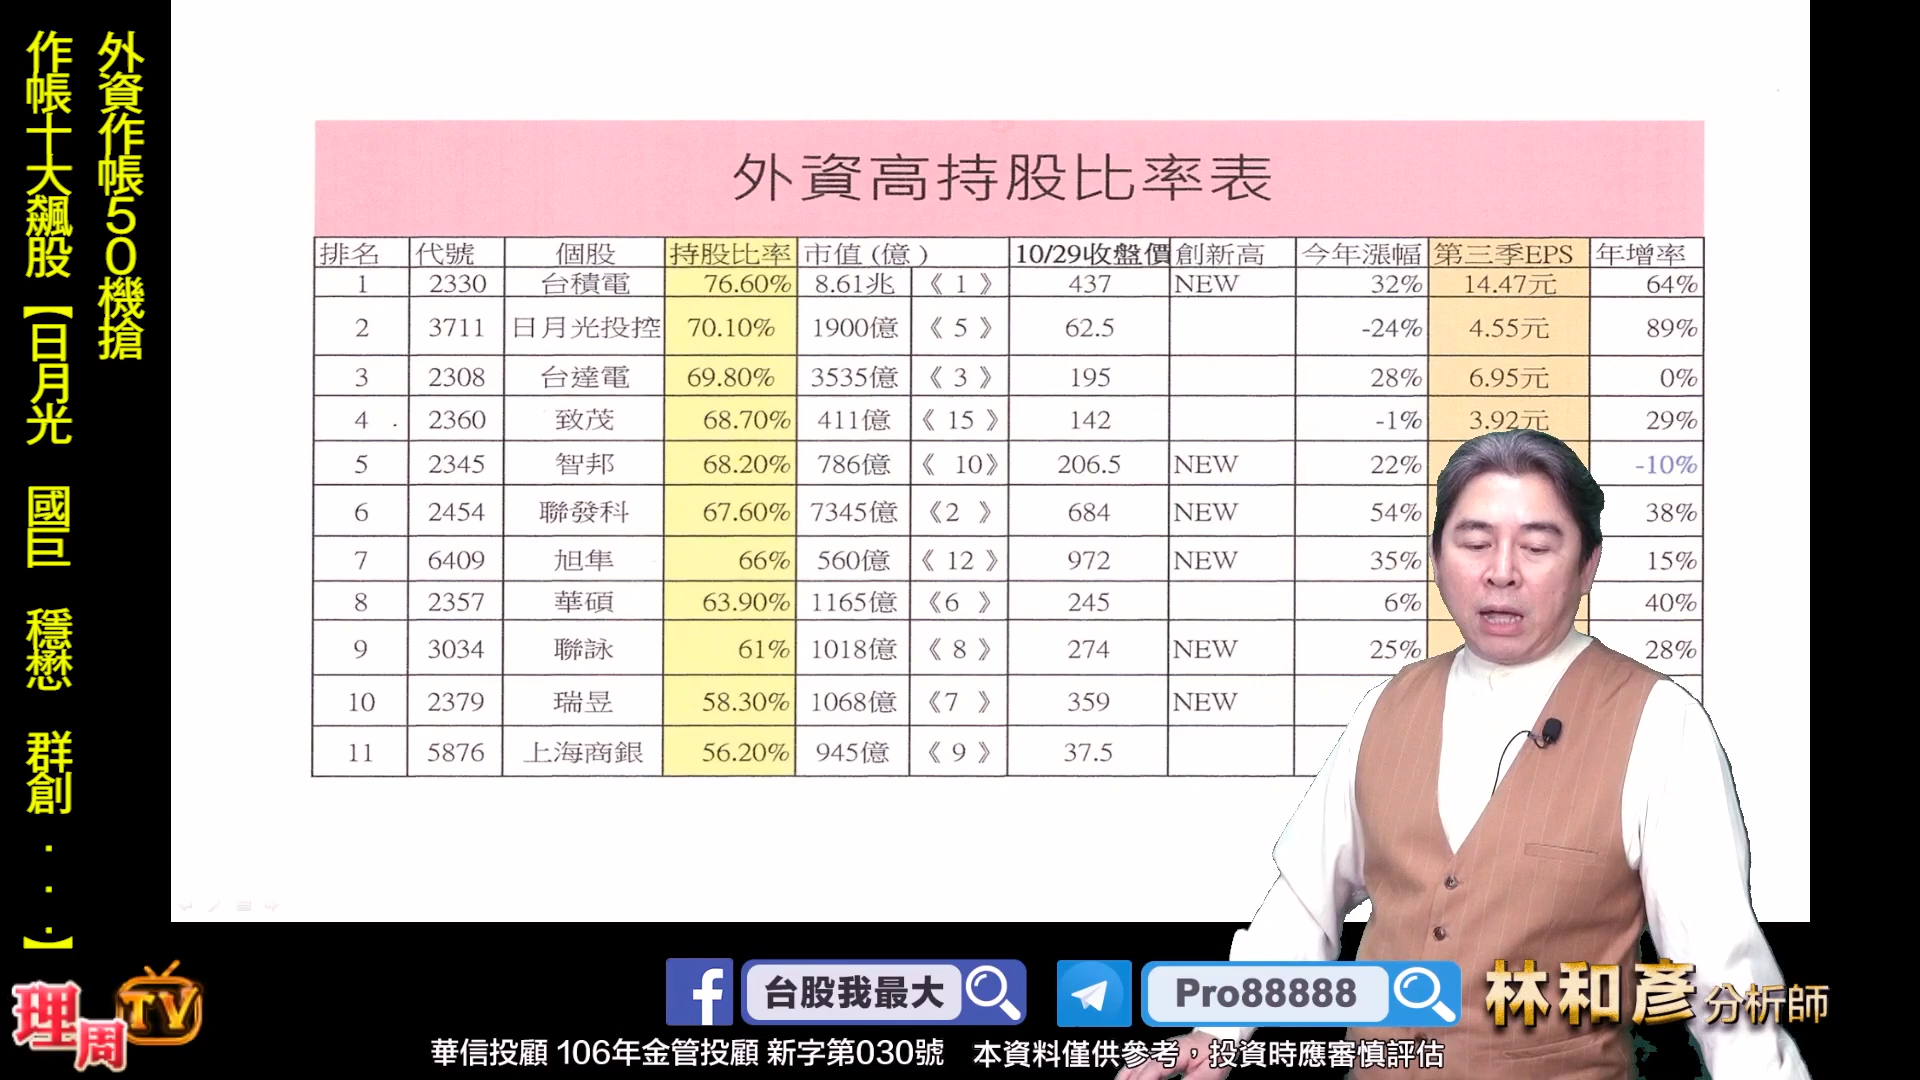 外資作帳50機搶
作帳十大飆股【日月光 國巨 穩懋 群創...】
外資高持股比率表
排名 代號 個股 持股比率 市值(億) 10/29收盤價 創新高 今年漲幅 第三季EPS 年增率
1 2330 台積電 76.60% 8.61兆 《 1 》 437 NEW 32% 14.47元 64%
2 3711 日月光投控 70.10% 1900億 《 5 》 62.5 -24% 4.55元 89%
3 2308 台達電 69.80% 3535億 《 3 》 195 28% 6.95元 0%
4 2360 致茂 68.70% 411億 《 15 》 142 -1% 3.92元 29%
5 2345 智邦 68.20% 786億 《 10》 206.5 NEW 22% -10%
6 2454 聯發科 67.60% 7345億 《2 》 684 NEW 54% 38%
7 6409 旭隼 66% 560億 《 12 》 972 NEW 35% 15%
8 2357 華碩 63.90% 1165億 《6 》 245 6% 40%
9 3034 聯詠 61% 1018億 《 8 》 274 NEW 25% 28%
10 2379 瑞昱 58.30% 1068億 《7 》 359 NEW
11 5876 上海商銀 56.20% 945億 《 9 》 37.5
理周TV
f 台股我最大 Pro88888 林和彥 分析師
華信投顧 106年金管投顧 新字第030號 本資料僅供參考，投資時應審慎評估